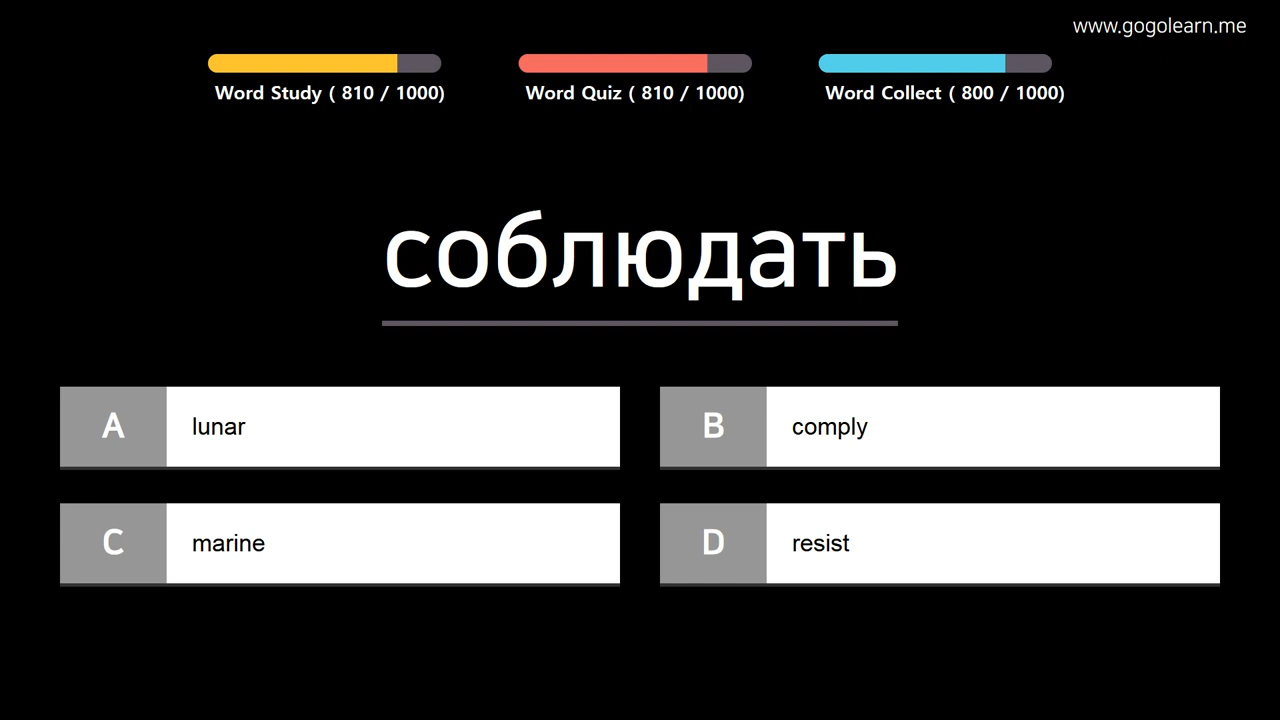 www.gogolearn.me
Word Study ( 810 / 1000)
Word Quiz ( 810 / 1000)
Word Collect ( 800 / 1000)
соблюдать
A lunar
B comply
C marine
D resist